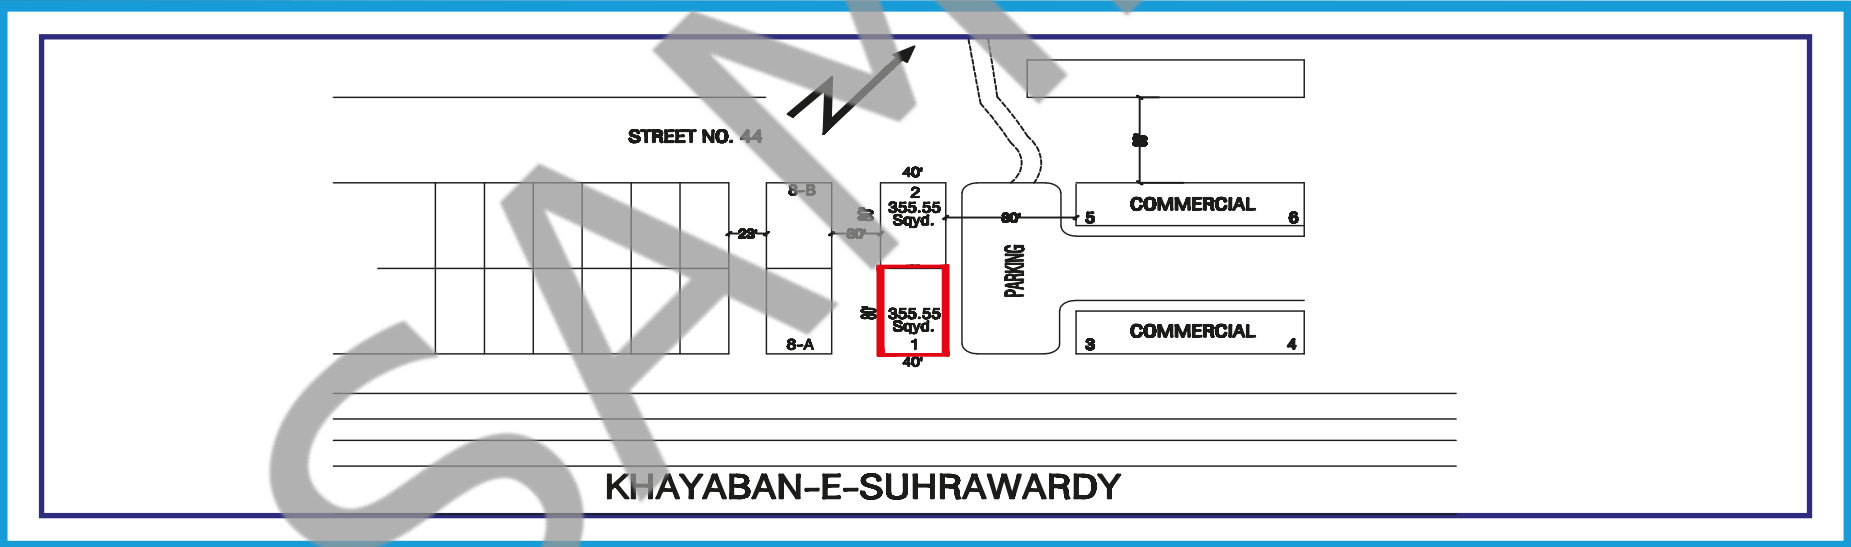 STREET NO. 44
40'
8-B
2
355.55
Sqyd.
23'
30'
80'
PARKING
COMMERCIAL
5
6
355.55
Sqyd.
1
40'
8-A
COMMERCIAL
3
4
KHAYABAN-E-SUHRAWARDY
N